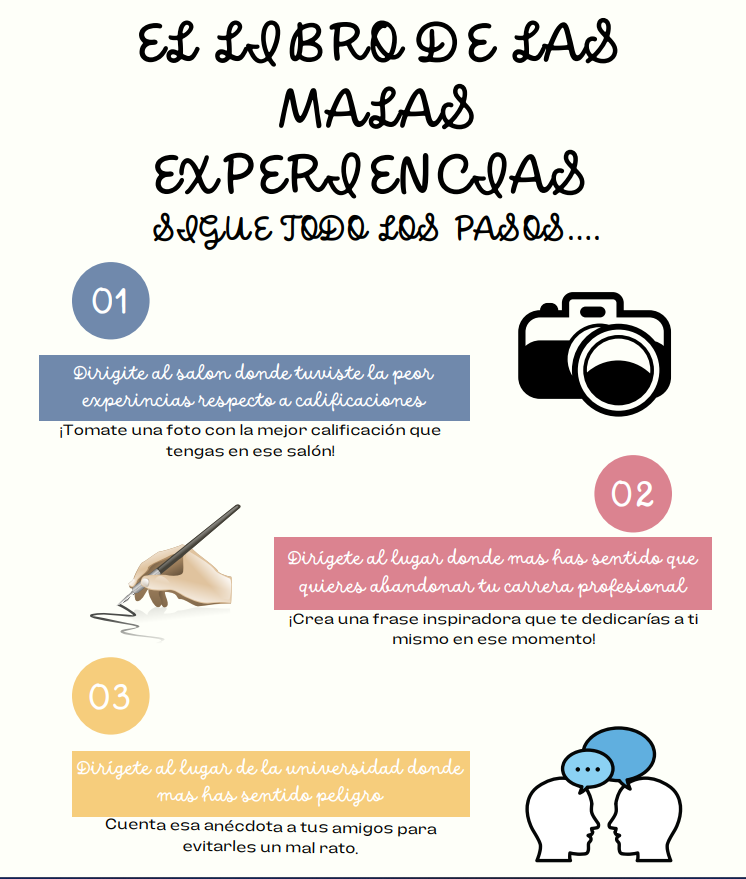 EL LIBRO DE LAS
MALAS
EXPERIENCIAS
SIGUE TODO LOS PASOS....
01
Dirigite al salon donde tuviste la peor
experincias respecto a calificaciones
¡Tomate una foto con la mejor calificación que
tengas en ese salón!
02
Dirígete al lugar donde mas has sentido que
quieres abandonar tu carrera profesional
¡Crea una frase inspiradora que te dedicarías a ti
mismo en ese momento!
03
Dirígete al lugar de la universidad donde
mas has sentido peligro
Cuenta esa anécdota a tus amigos para
evitarles un mal rato.